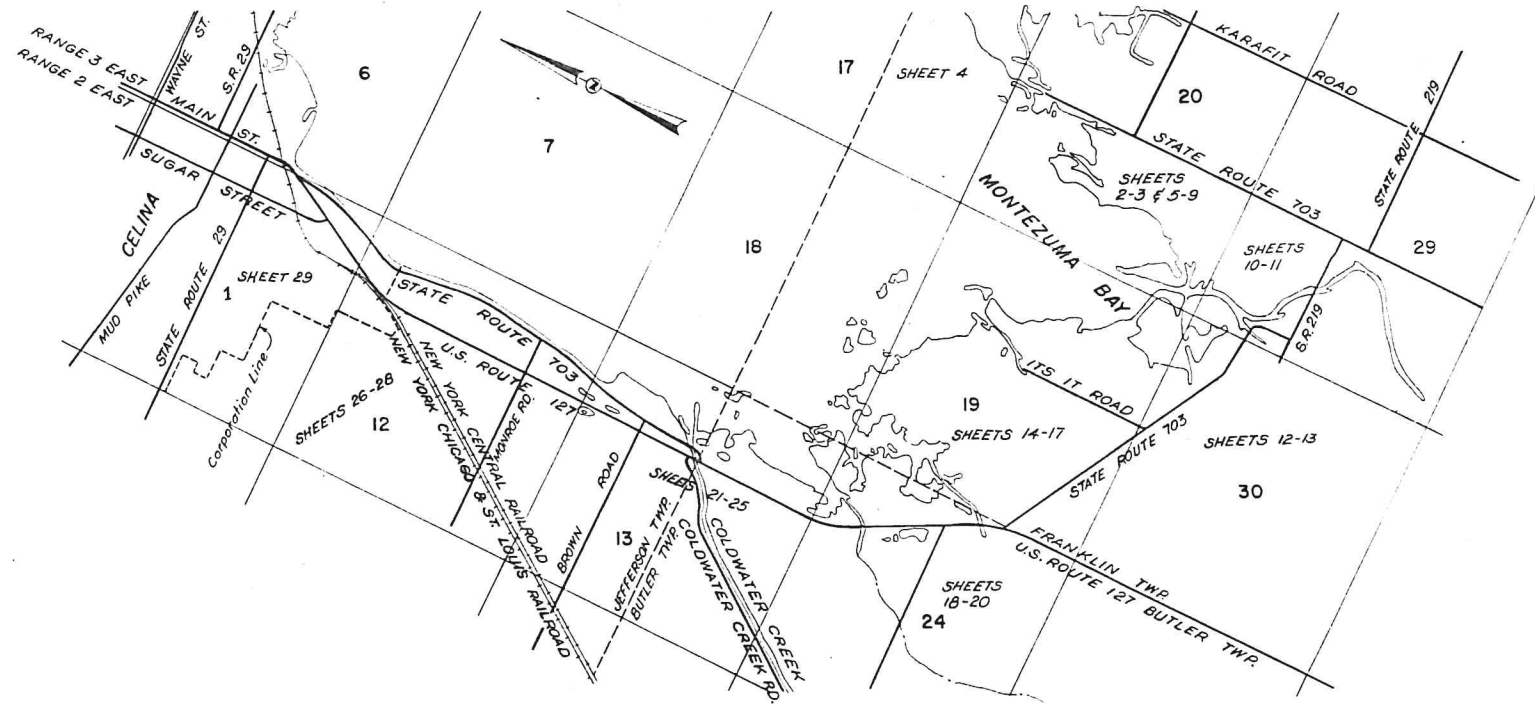 RANGE 3 EAST
RANGE 2 EAST
WAYNE ST.
S.R. 29
MAIN ST.
SUGAR STREET
CELINA
MUD PIKE
STATE ROUTE 29
1
SHEET 29
Corporation Line
6
7
N
17
SHEET 4
18
KARAFIT ROAD
20
STATE ROUTE 219
STATE ROUTE 703
SHEETS
2-3 & 5-9
MONTEZUMA BAY
SHEETS
10-11
29
S.R. 219
STATE ROUTE 703
U.S. ROUTE 127
SHEETS 26-28
12
NEW YORK CENTRAL RAILROAD
NEW YORK CHICAGO & ST. LOUIS RAILROAD
MONROE RD.
BROWN ROAD
13
SHEETS 21-25
JEFFERSON TWP.
BUTLER TWP.
COLDWATER CREEK
COLDWATER CREEK RD.
ITS IT ROAD
19
SHEETS 14-17
STATE ROUTE 703
SHEETS 12-13
30
FRANKLIN TWP.
U.S. ROUTE 127 BUTLER TWP.
SHEETS
18-20
24